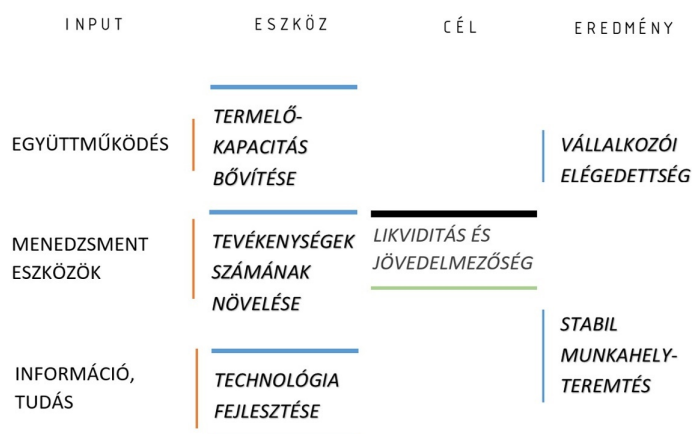 INPUT
ESZKÖZ
CÉL
EREDMÉNY
EGYÜTTMŰKÖDÉS
MENEDZSMENT
ESZKÖZÖK
INFORMÁCIÓ,
TUDÁS
TERMELŐ-
KAPACITÁS
BŐVÍTÉSE
TEVÉKENYSÉGEK
SZÁMÁNAK
NÖVELÉSE
TECHNOLÓGIA
FEJLESZTÉSE
LIKVIDITÁS ÉS
JÖVEDELMEZŐSÉG
VÁLLALKOZÓI
ELÉGEDETTSÉG
STABIL
MUNKAHELY-
TEREMTÉS